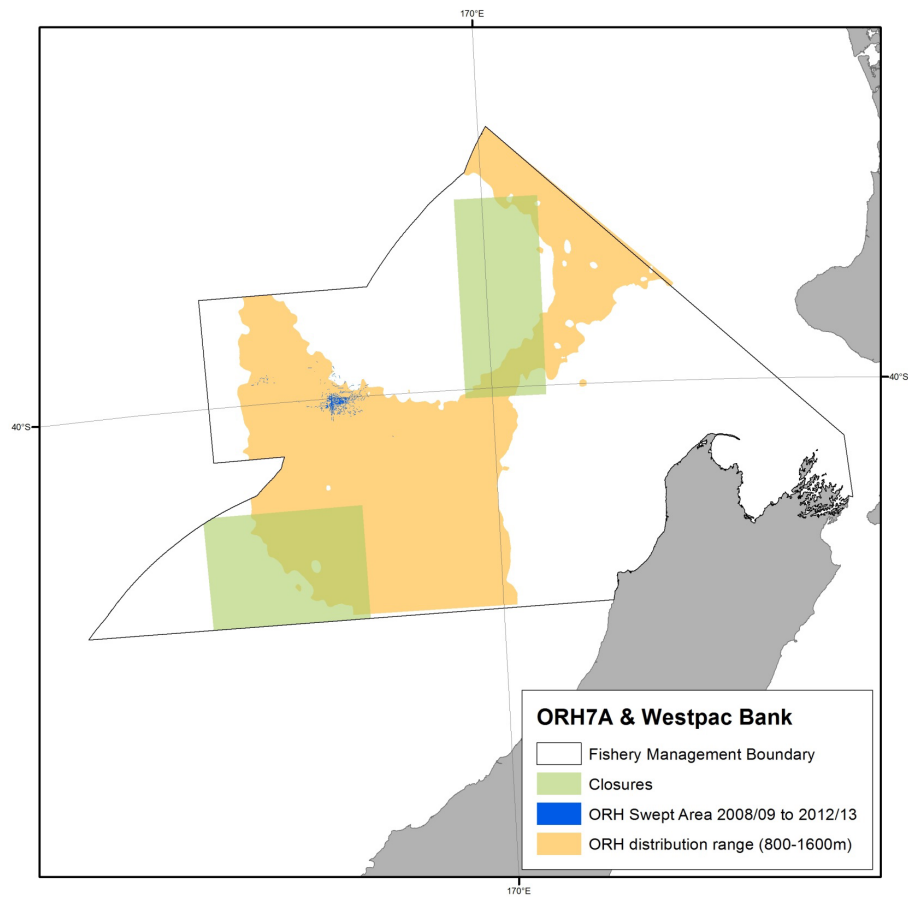 170°E
40°S
40°S
ORH7A & Westpac Bank
Fishery Management Boundary
Closures
ORH Swept Area 2008/09 to 2012/13
ORH distribution range (800-1600m)
170°E